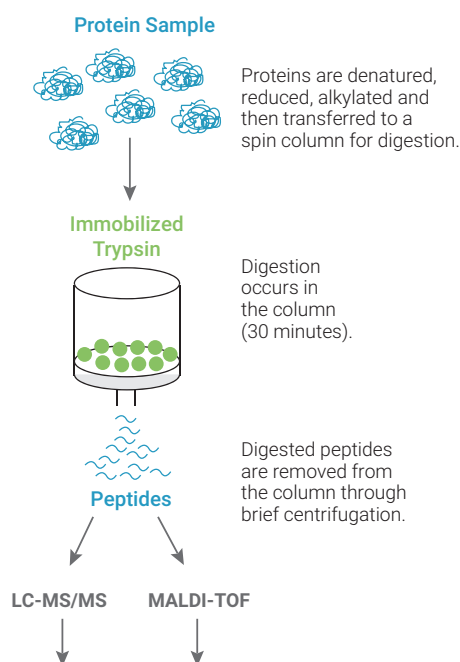 Protein Sample
Proteins are denatured,
reduced, alkylated and
then transferred to a
spin column for digestion.
Immobilized
Trypsin
Digestion
occurs in
the column
(30 minutes).
Digested peptides
are removed from
the column through
brief centrifugation.
Peptides
LC-MS/MS
MALDI-TOF